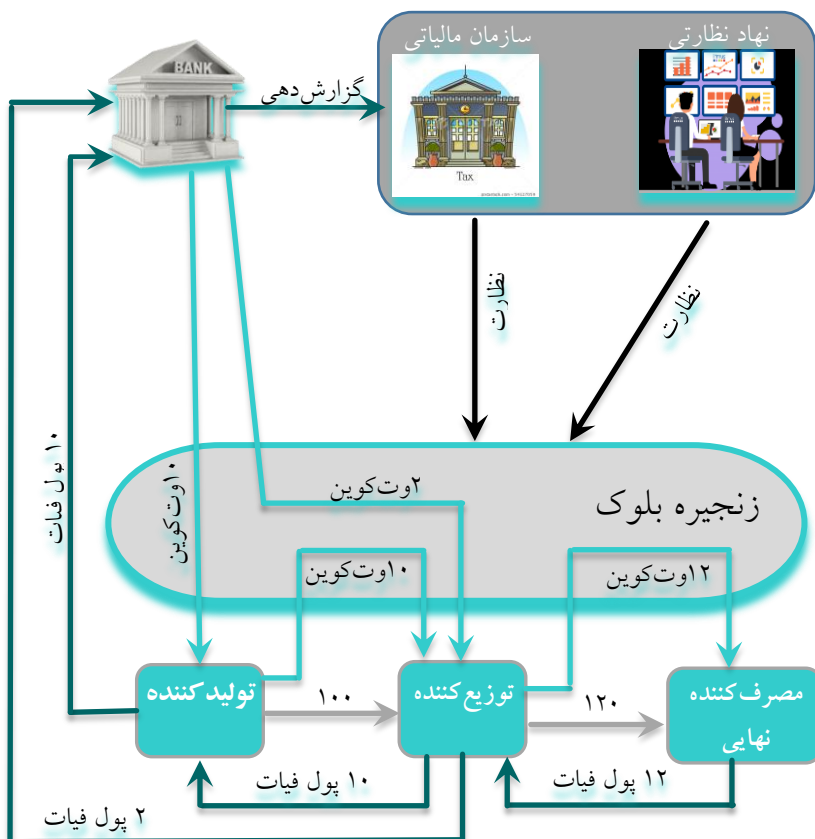 نهاد نظارتی
سازمان مالیاتی
BANK
گزارش‌دهی
Tax
نظارت
نظارت
زنجیره بلوک
۲وت‌کوین
۱۰وت‌کوین
۱۰ پول فیات
۱۰وت‌کوین
۱۲وت‌کوین
تولیدکننده
۱۰۰
توزیع‌کننده
۱۲۰
مصرف‌کننده
نهایی
۱۰ پول فیات
۱۲ پول فیات
۲ پول فیات